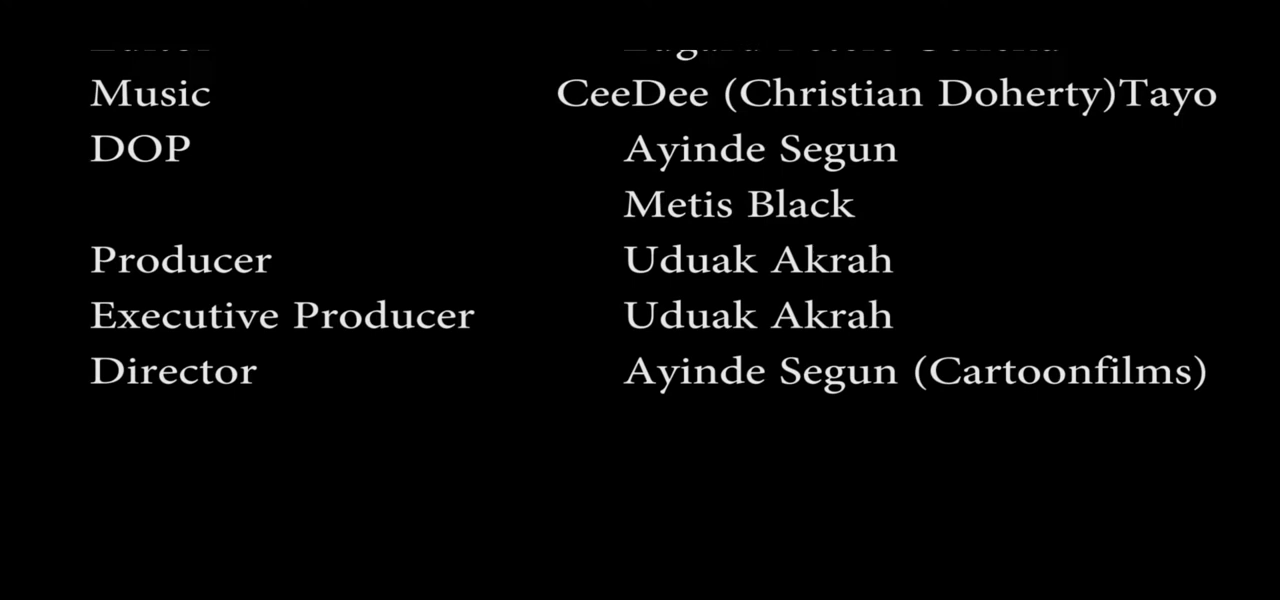 Music CeeDee (Christian Doherty)Tayo
DOP Ayinde Segun
Metis Black
Producer Uduak Akrah
Executive Producer Uduak Akrah
Director Ayinde Segun (Cartoonfilms)